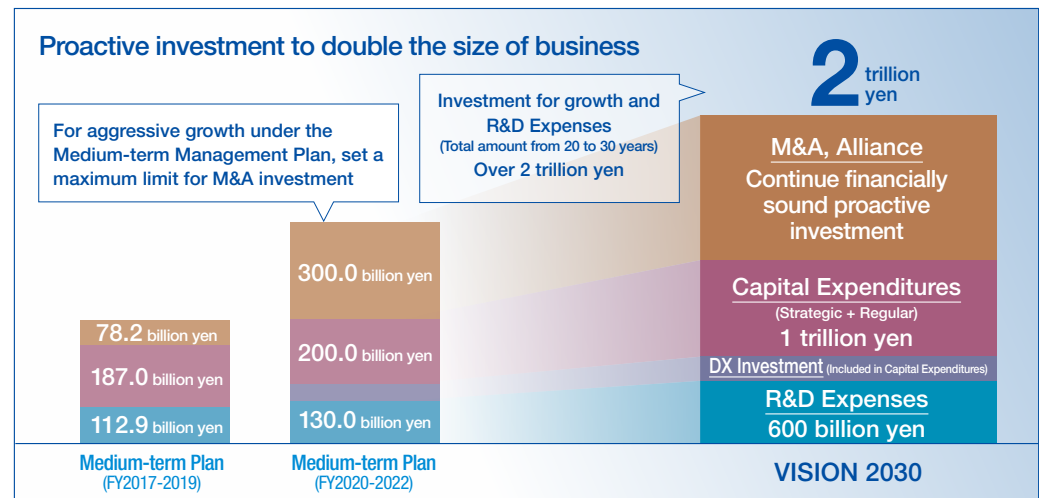 Proactive investment to double the size of business
For aggressive growth under the
Medium-term Management Plan, set a
maximum limit for M&A investment
Investment for growth and
R&D Expenses
(Total amount from 20 to 30 years)
Over 2 trillion yen
2 trillion
yen
78.2 billion yen
187.0 billion yen
112.9 billion yen
Medium-term Plan
(FY2017-2019)
300.0 billion yen
200.0 billion yen
130.0 billion yen
Medium-term Plan
(FY2020-2022)
M&A, Alliance
Continue financially
sound proactive
investment
Capital Expenditures
(Strategic + Regular)
1 trillion yen
DX Investment (Included in Capital Expenditures)
R&D Expenses
600 billion yen
VISION 2030